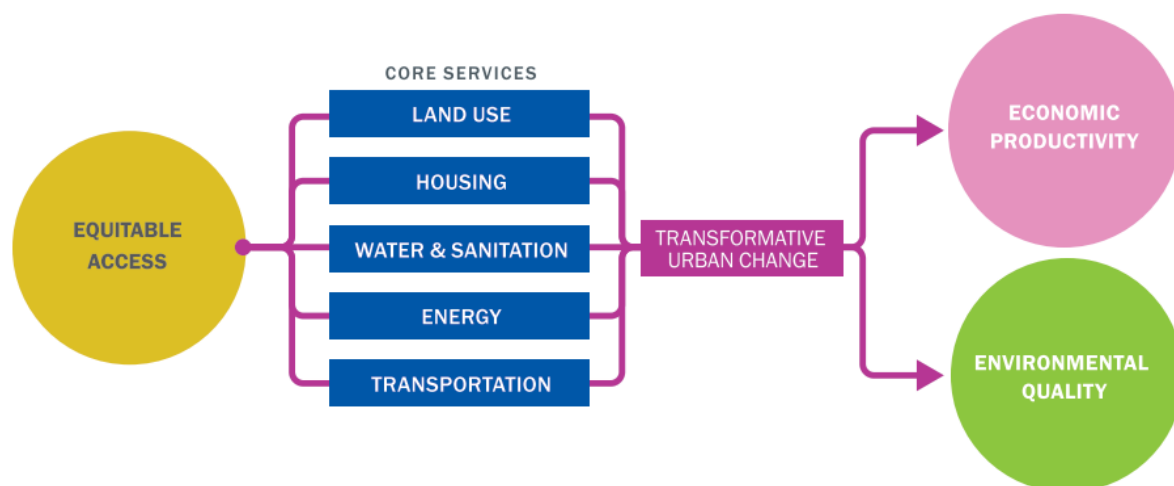 CORE SERVICES
EQUITABLE
ACCESS
LAND USE
HOUSING
WATER & SANITATION
ENERGY
TRANSPORTATION
TRANSFORMATIVE
URBAN CHANGE
ECONOMIC
PRODUCTIVITY
ENVIRONMENTAL
QUALITY